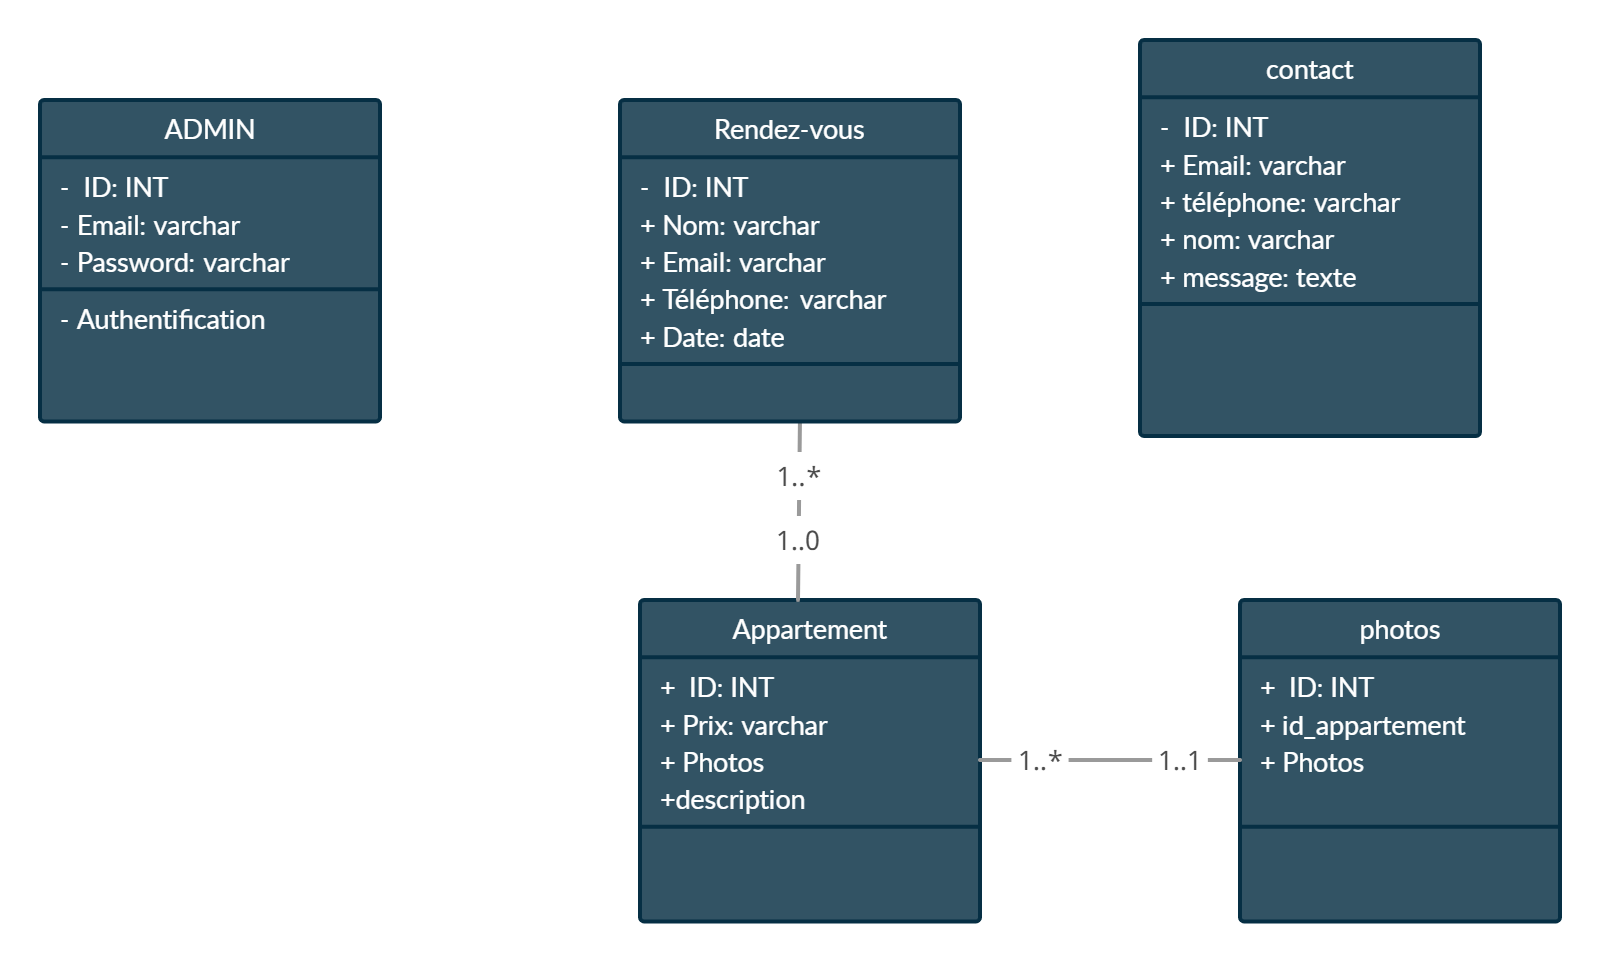 ADMIN
-  ID: INT
- Email: varchar
- Password: varchar
- Authentification
Rendez-vous
-  ID: INT
+ Nom: varchar
+ Email: varchar
+ Téléphone: varchar
+ Date: date
contact
-  ID: INT
+ Email: varchar
+ téléphone: varchar
+ nom: varchar
+ message: texte
1..*
1..0
Appartement
+  ID: INT
+ Prix: varchar
+ Photos
+description
1..*
1..1
photos
+  ID: INT
+ id_appartement
+ Photos